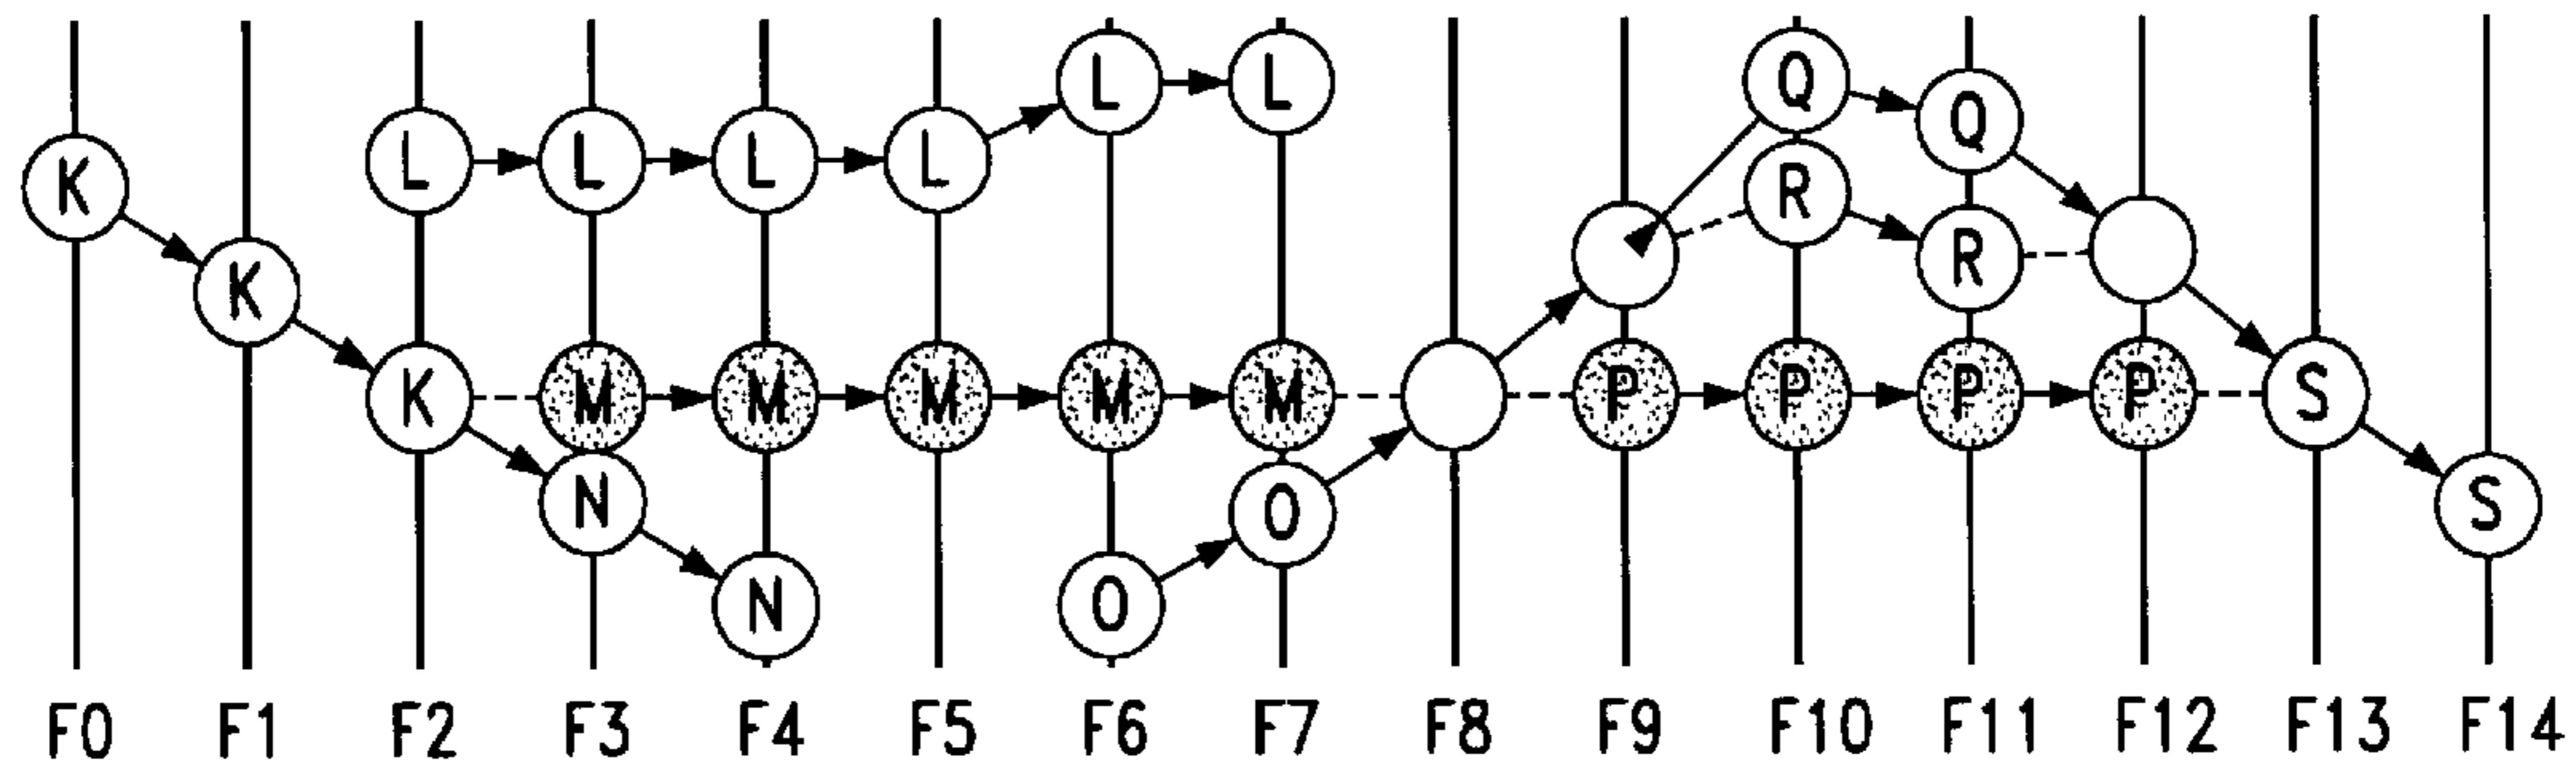 Q
L L Q
L L L L
K R
K R
K M M M M M P P P P S
N O S
N O
F0 F1 F2 F3 F4 F5 F6 F7 F8 F9 F10 F11 F12 F13 F14